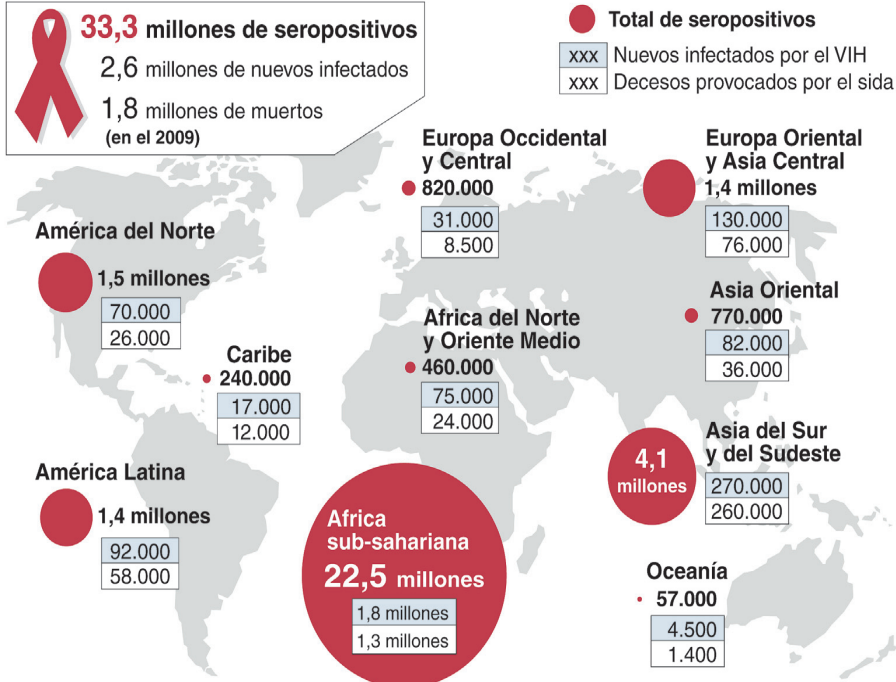 33,3 millones de seropositivos
2,6 millones de nuevos infectados
1,8 millones de muertos
(en el 2009)
Total de seropositivos
xxx Nuevos infectados por el VIH
xxx Decesos provocados por el sida
Europa Occidental
y Central
820.000
31.000
8.500
Europa Oriental
y Asia Central
1,4 millones
130.000
76.000
América del Norte
1,5 millones
70.000
26.000
Asia Oriental
770.000
82.000
36.000
Africa del Norte
y Oriente Medio
460.000
75.000
24.000
Caribe
240.000
17.000
12.000
Asia del Sur
y del Sudeste
4,1
millones
270.000
260.000
América Latina
1,4 millones
92.000
58.000
Africa
sub-sahariana
22,5 millones
1,8 millones
1,3 millones
Oceanía
57.000
4.500
1.400